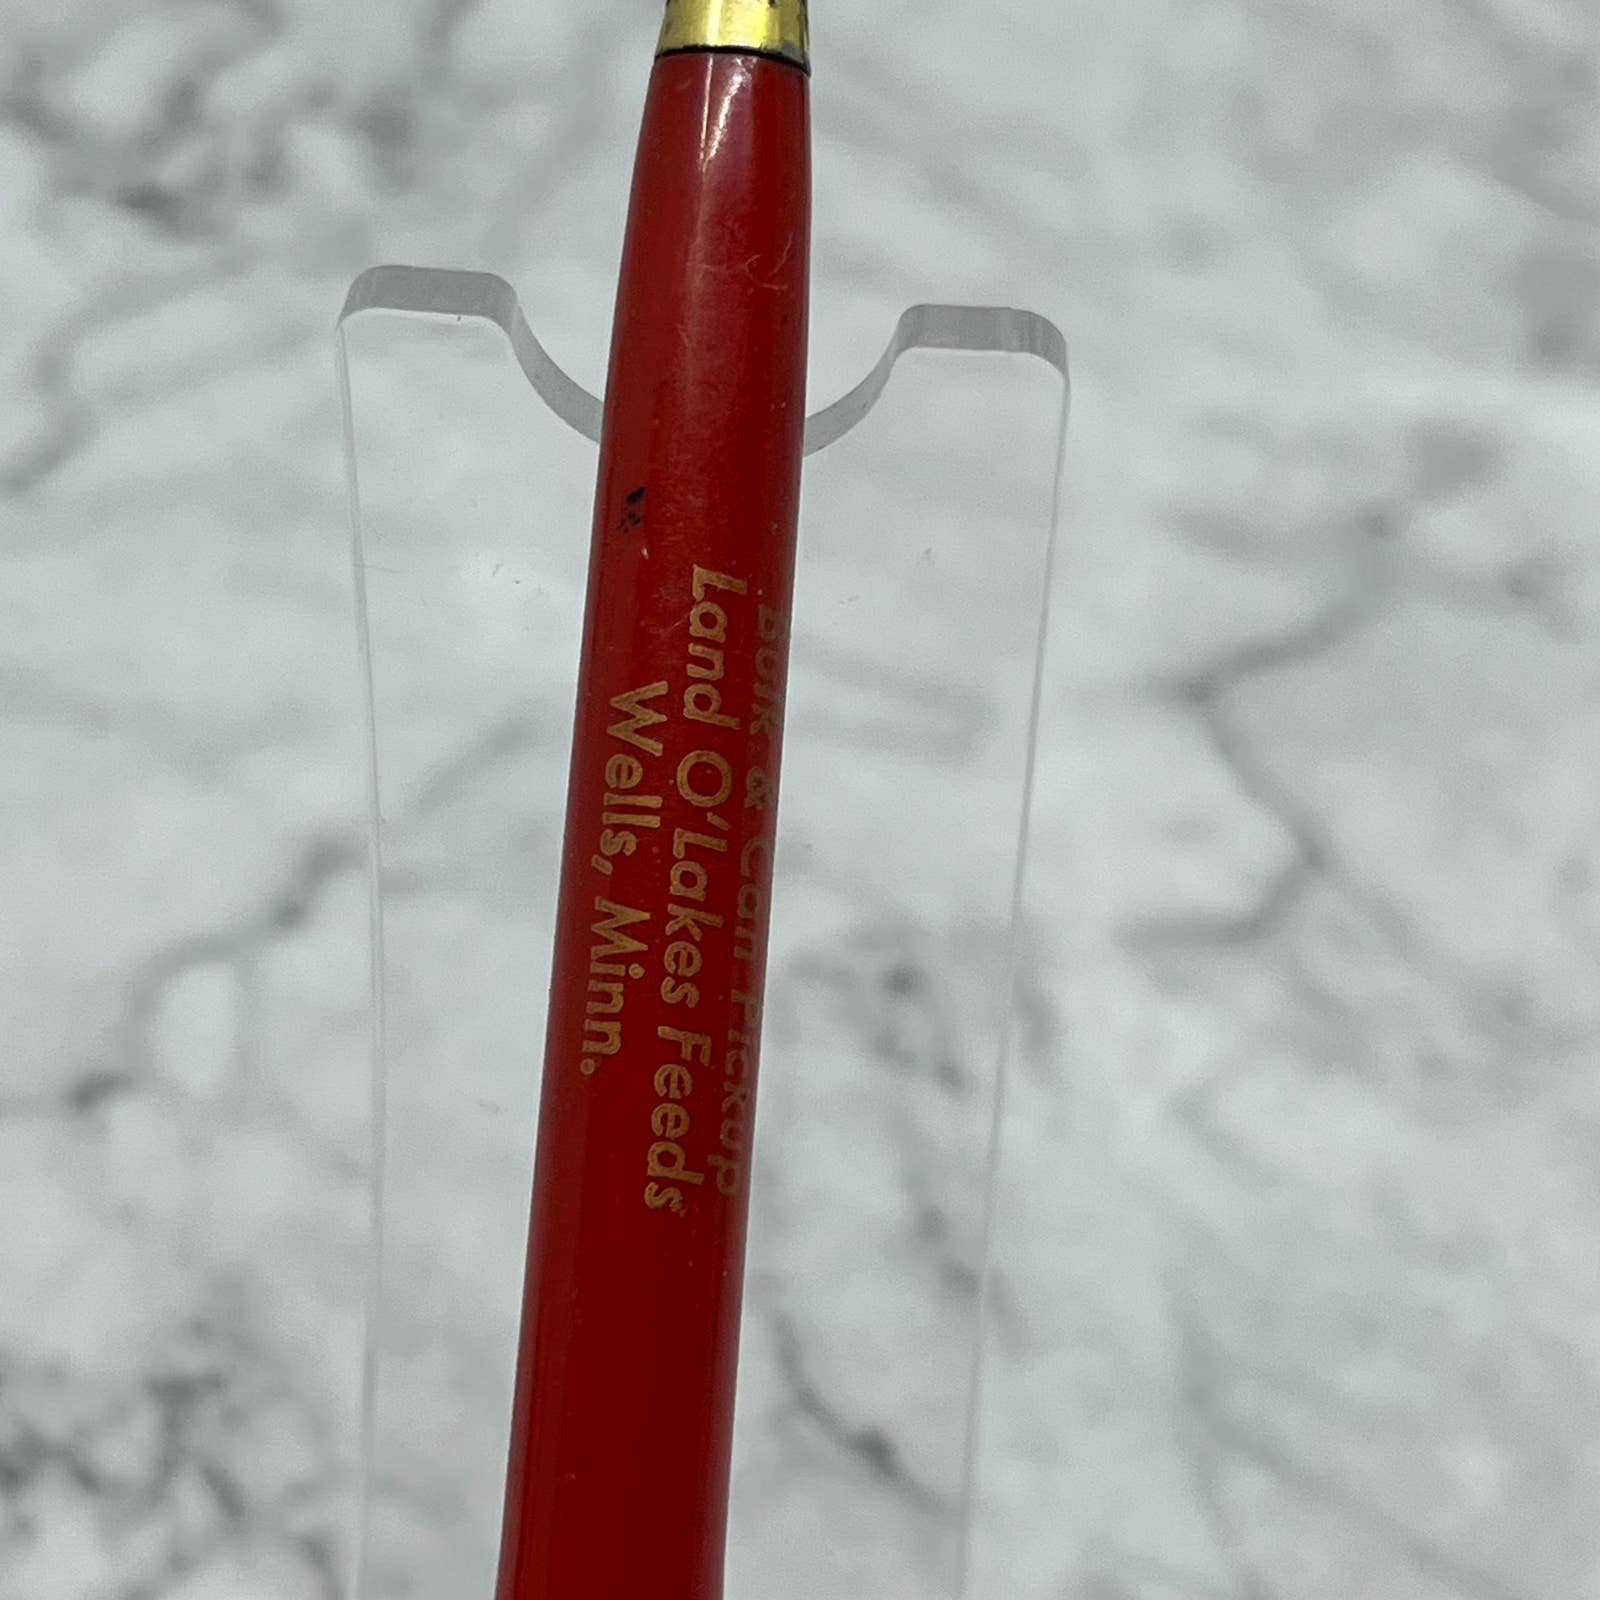 Bulk & Can Pickup
Land O'Lakes Feeds
Wells, Minn.